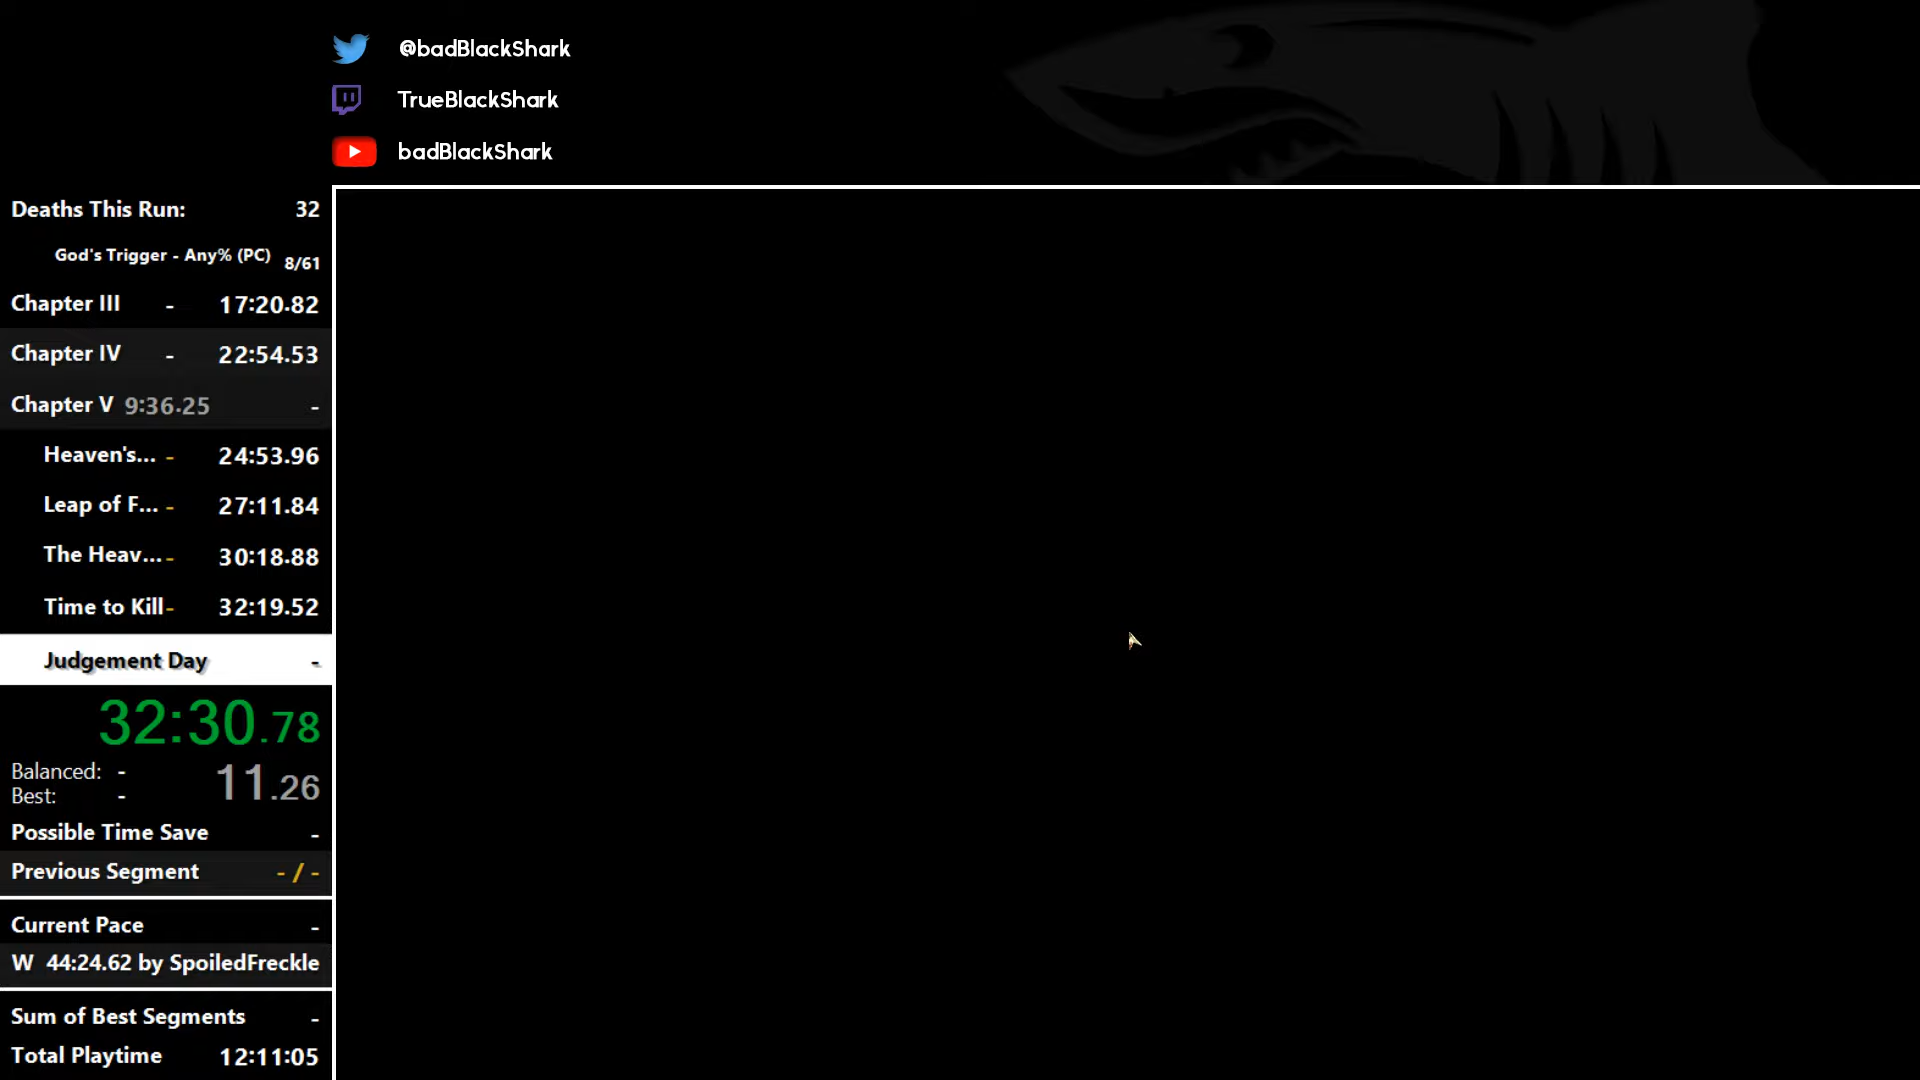 @badBlackShark
TrueBlackShark
badBlackShark
Deaths This Run: 32
God's Trigger - Any% (PC) 8/61
Chapter III - 17:20.82
Chapter IV - 22:54.53
Chapter V 9:36.25 -
Heaven's... - 24:53.96
Leap of F... - 27:11.84
The Heav... - 30:18.88
Time to Kill - 32:19.52
Judgement Day -
32:30.78
Balanced: - 11.26
Best: -
Possible Time Save -
Previous Segment - / -
Current Pace -
W 44:24.62 by SpoiledFreckle
Sum of Best Segments -
Total Playtime 12:11:05